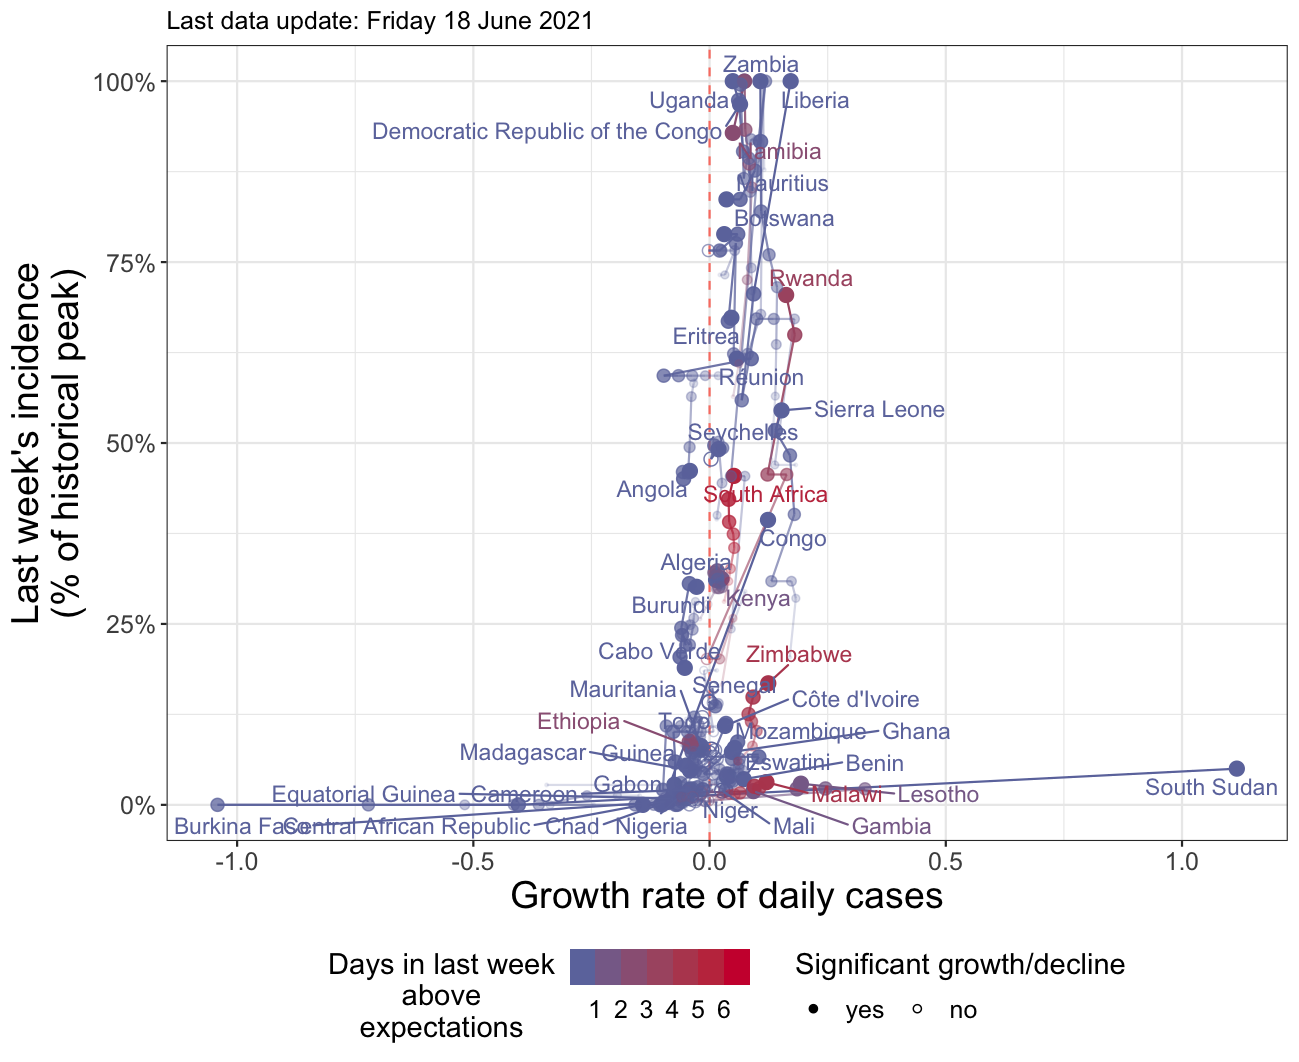 Last data update: Friday 18 June 2021
Last week's incidence
(% of historical peak)
100%
75%
50%
25%
0%
Zambia
Uganda
Liberia
Democratic Republic of the Congo
Namibia
Mauritius
Botswana
Rwanda
Eritrea
Réunion
Sierra Leone
Seychelles
Angola
South Africa
Congo
Algeria
Burundi
Kenya
Cabo Verde
Zimbabwe
Mauritania
Senegal
Côte d'Ivoire
Ethiopia
Togo
Mozambique
Ghana
Madagascar
Guinea
Eswatini
Benin
Gabon
South Sudan
Equatorial Guinea
Cameroon
Malawi
Lesotho
Niger
Burkina Faso
Central African Republic
Chad
Nigeria
Mali
Gambia
-1.0
-0.5
0.0
0.5
1.0
Growth rate of daily cases
Days in last week
above
expectations
1 2 3 4 5 6
Significant growth/decline
yes
no